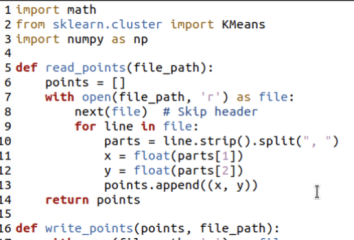 1 import math
2 from sklearn.cluster import KMeans
3 import numpy as np
4
5 def read_points(file_path):
6     points = []
7     with open(file_path, 'r') as file:
8         next(file)  # Skip header
9         for line in file:
10             parts = line.strip().split(", ")
11             x = float(parts[1])
12             y = float(parts[2])
13             points.append((x, y))
14     return points
15
16 def write_points(points, file_path):